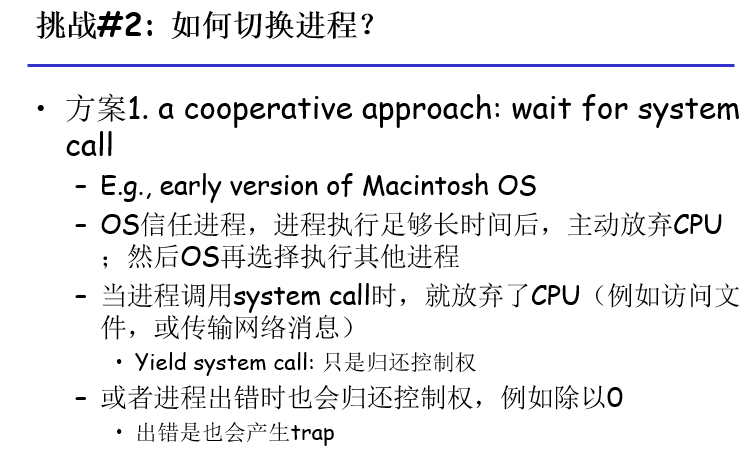 挑战#2: 如何切换进程?
• 方案1. a cooperative approach: wait for system
call
– E.g., early version of Macintosh OS
– OS信任进程，进程执行足够长时间后，主动放弃CPU
；然后OS再选择执行其他进程
– 当进程调用system call时，就放弃了CPU（例如访问文
件，或传输网络消息）
• Yield system call: 只是归还控制权
– 或者进程出错时也会归还控制权，例如除以0
• 出错是也会产生trap